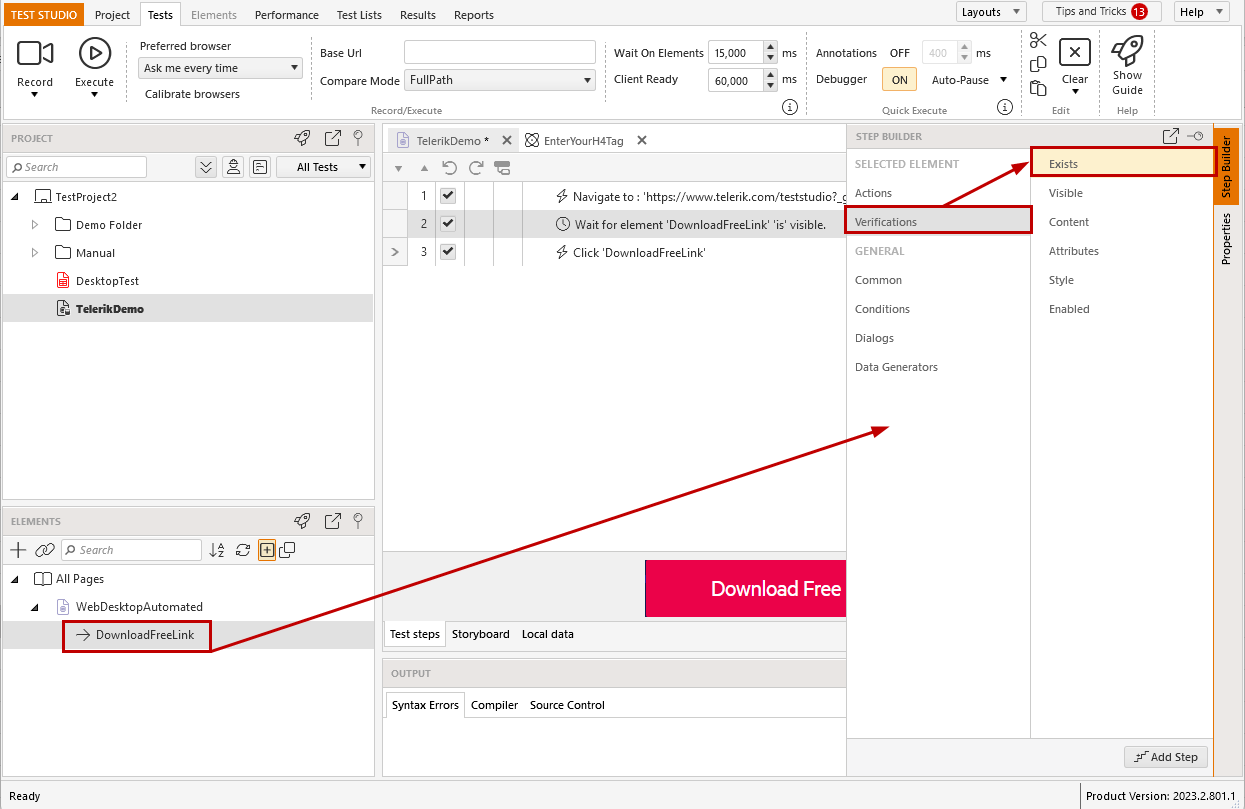 TEST STUDIO Project Tests Elements Performance Test Lists Results Reports Layouts Tips and Tricks 13 Help
Record
Execute
Preferred browser
Ask me every time
Calibrate browsers
Base Url
Compare Mode FullPath
Record/Execute
Wait On Elements 15,000 ms
Client Ready 60,000 ms
Annotations OFF 400 ms
Debugger ON Auto-Pause
Quick Execute
Clear
Edit
Show
Guide
Help
PROJECT
Search
All Tests
TestProject2
Demo Folder
Manual
DesktopTest
TelerikDemo
ELEMENTS
Search
All Pages
WebDesktopAutomated
DownloadFreeLink
TelerikDemo * EnterYourH4Tag
1 Navigate to : 'https://www.telerik.com/teststudio?_g
2 Wait for element 'DownloadFreeLink' 'is' visible.
3 Click 'DownloadFreeLink'
Download Free
Test steps Storyboard Local data
OUTPUT
Syntax Errors Compiler Source Control
STEP BUILDER
SELECTED ELEMENT
Actions
Verifications
GENERAL
Common
Conditions
Dialogs
Data Generators
Exists
Visible
Content
Attributes
Style
Enabled
Add Step
Step Builder
Properties
Ready
Product Version: 2023.2.801.1